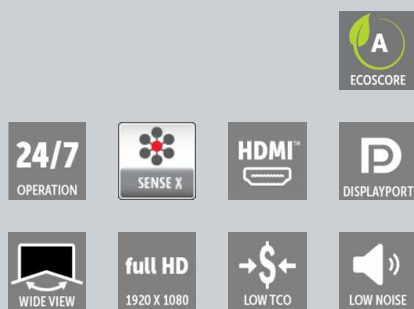 A
ECOSCORE
24/7
OPERATION
SENSE X
HDMI™
DISPLAYPORT
WIDE VIEW
full HD
1920 X 1080
LOW TCO
LOW NOISE